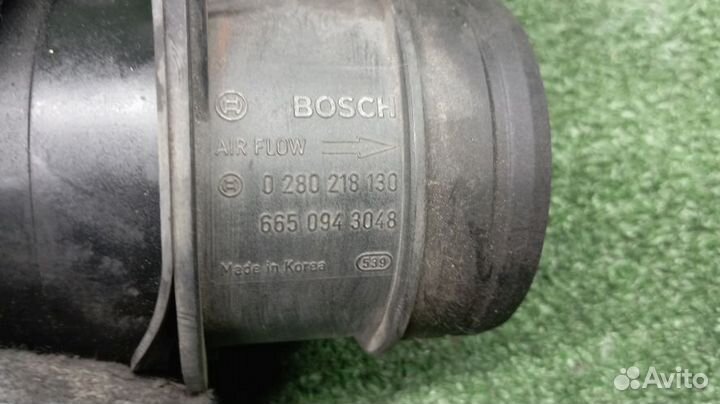 BOSCH
AIR FLOW
0 280 218 130
665 094 3048
Made in Korea 539
Avito